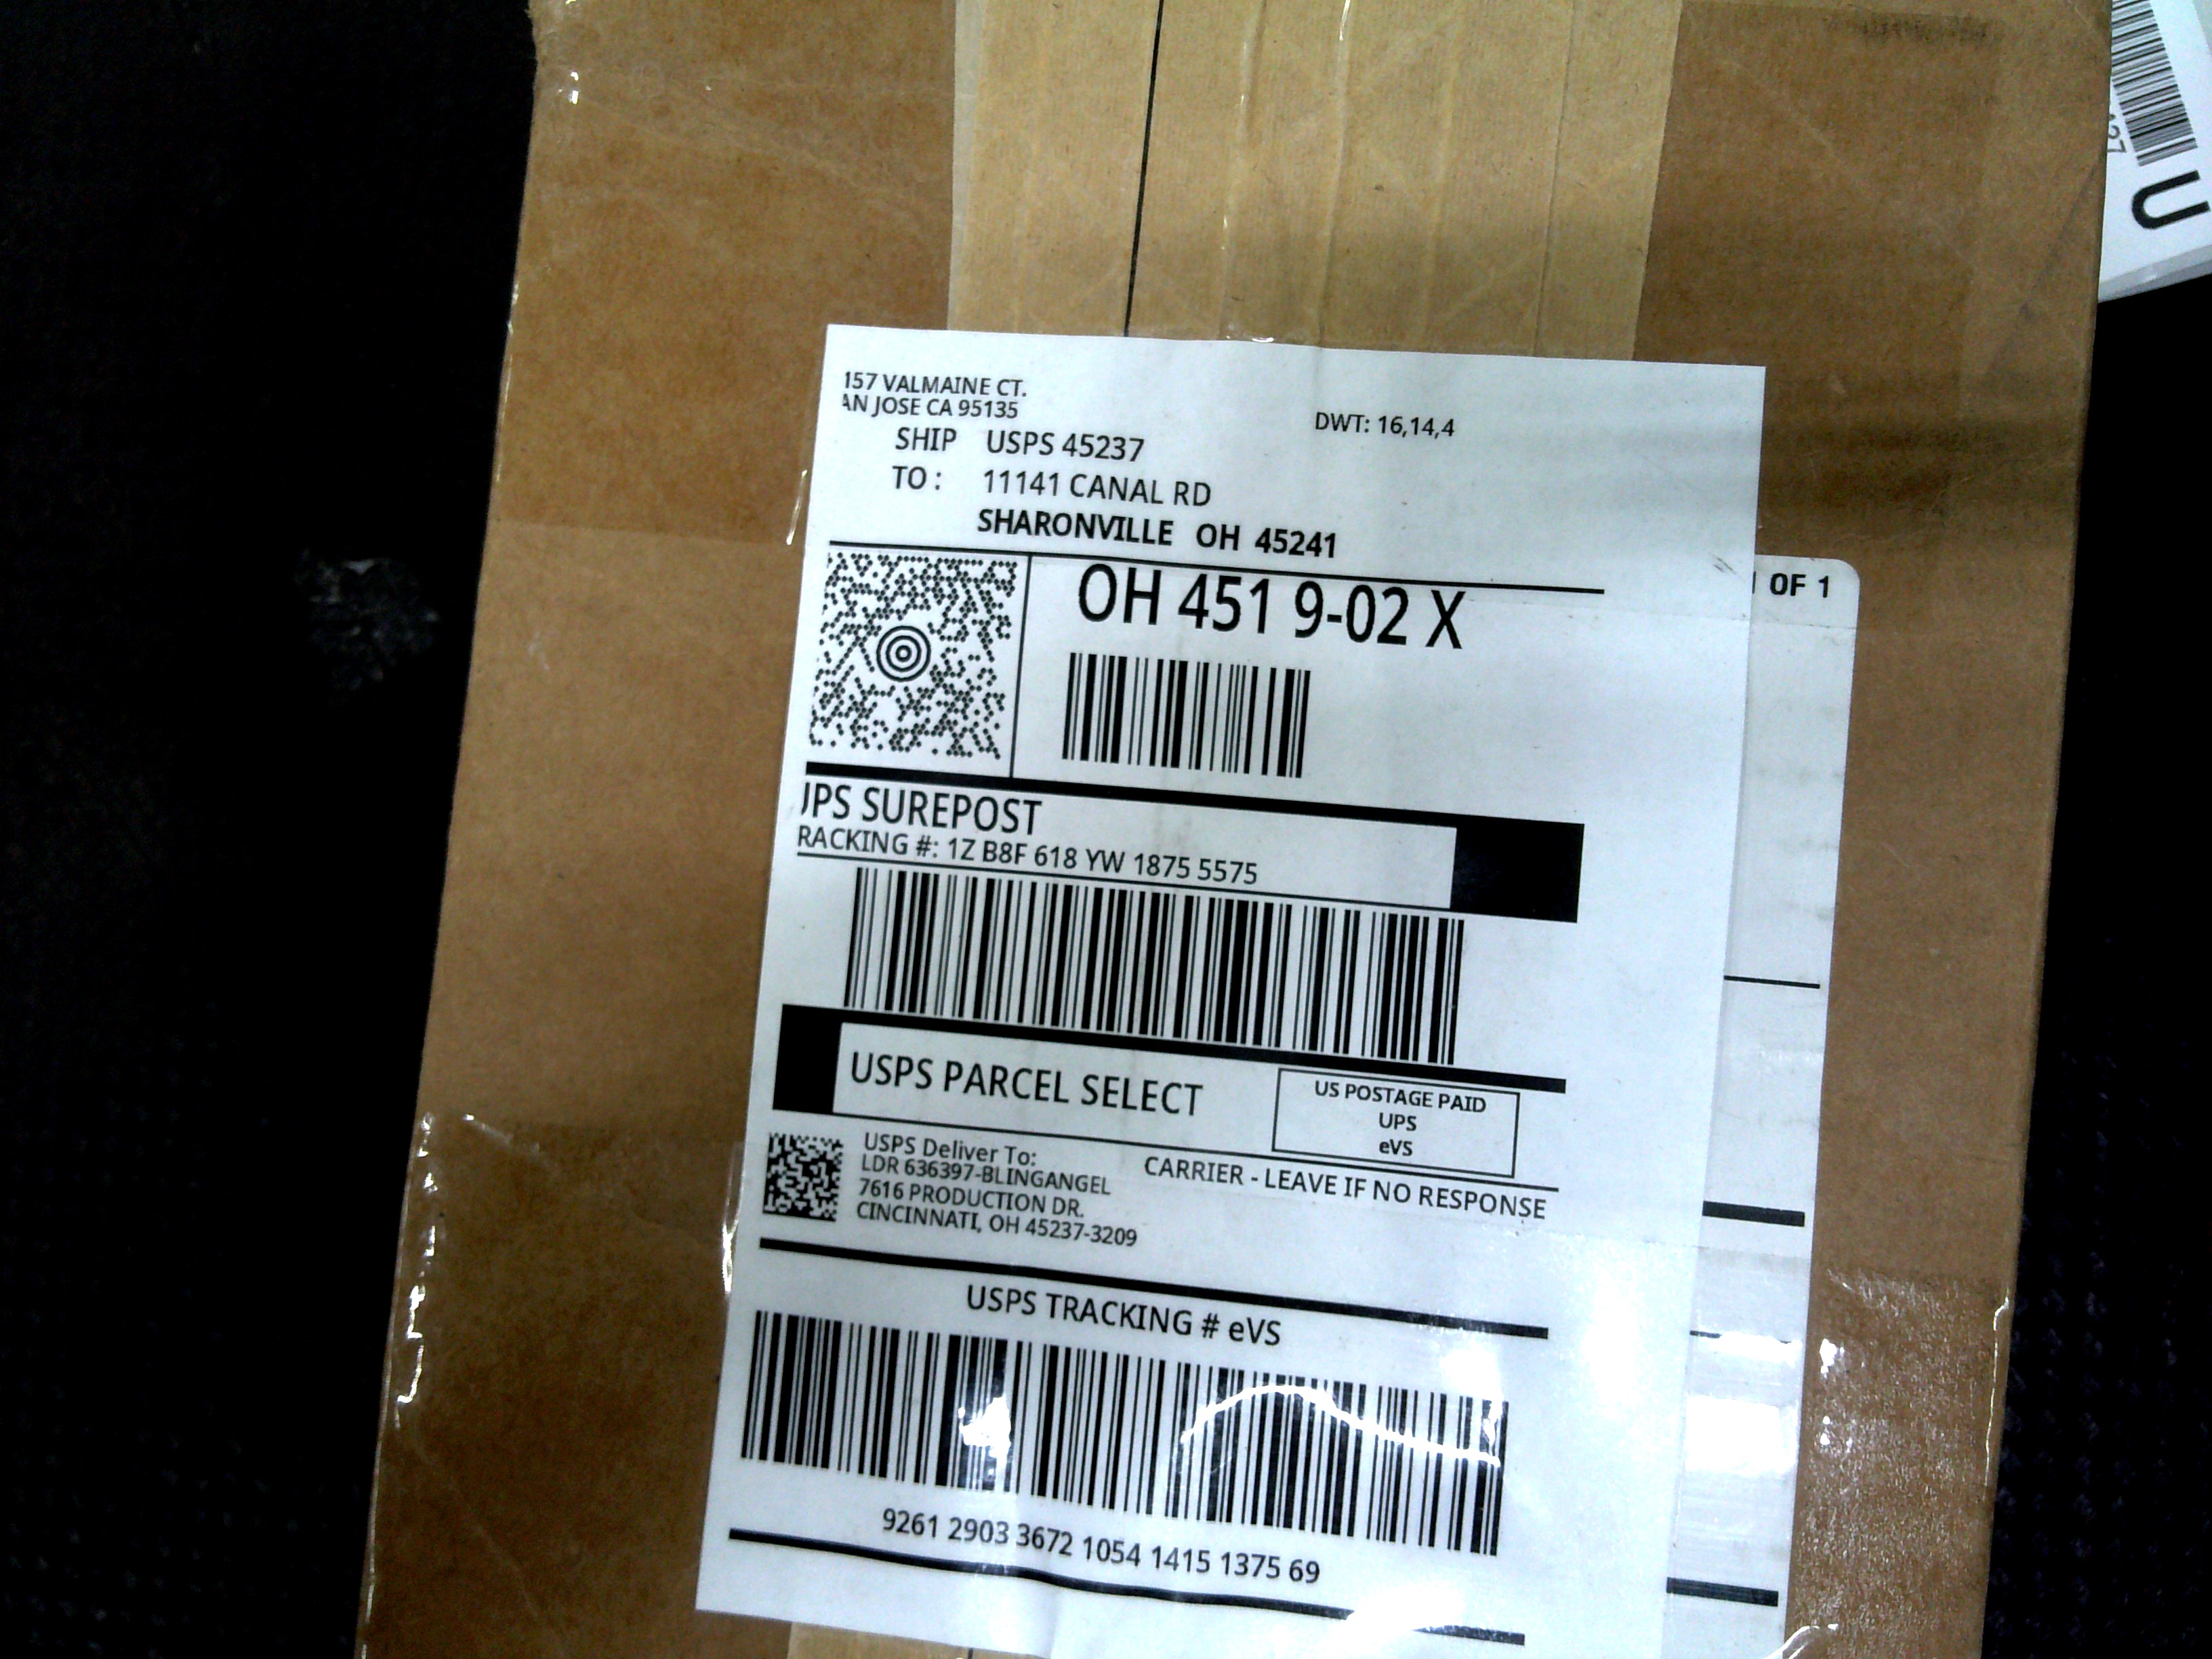 157 VALMAINE CT.
AN JOSE CA 95135
DWT: 16,14,4
SHIP TO : USPS 45237
11141 CANAL RD
SHARONVILLE OH 45241
OH 451 9-02 X
1 OF 1
UPS SUREPOST
RACKING #: 1Z B8F 618 YW 1875 5575
USPS PARCEL SELECT
US POSTAGE PAID
UPS
eVS
USPS Deliver To:
LDR 636397-BLINGANGEL
7616 PRODUCTION DR.
CINCINNATI, OH 45237-3209
CARRIER - LEAVE IF NO RESPONSE
USPS TRACKING # eVS
9261 2903 3672 1054 1415 1375 69
U